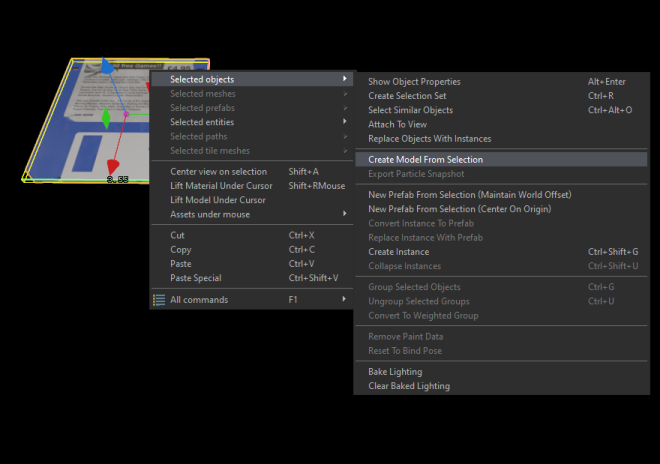 Selected objects
Selected meshes
Selected prefabs
Selected entities
Selected paths
Selected tile meshes
Center view on selection Shift+A
Lift Material Under Cursor Shift+RMouse
Lift Model Under Cursor
Assets under mouse
Cut Ctrl+X
Copy Ctrl+C
Paste Ctrl+V
Paste Special Ctrl+Shift+V
All commands F1
Show Object Properties Alt+Enter
Create Selection Set Ctrl+R
Select Similar Objects Ctrl+Alt+O
Attach To View
Replace Objects With Instances
Create Model From Selection
Export Particle Snapshot
New Prefab From Selection (Maintain World Offset)
New Prefab From Selection (Center On Origin)
Convert Instance To Prefab
Replace Instance With Prefab
Create Instance Ctrl+Shift+G
Collapse Instances Ctrl+Shift+U
Group Selected Objects Ctrl+G
Ungroup Selected Groups Ctrl+U
Convert To Weighted Group
Remove Paint Data
Reset To Bind Pose
Bake Lighting
Clear Baked Lighting